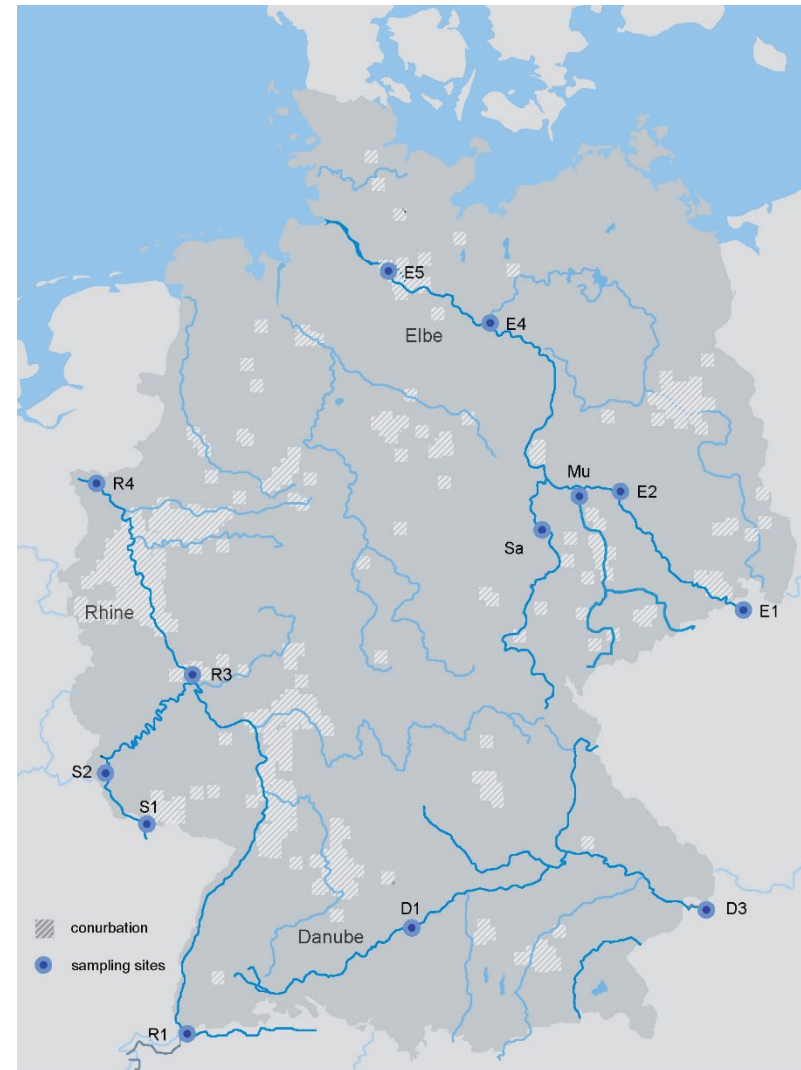 E5
E4
Elbe
Mu
R4
E2
Sa
Rhine
E1
R3
S2
S1
D1
D3
conurbation
Danube
sampling sites
R1